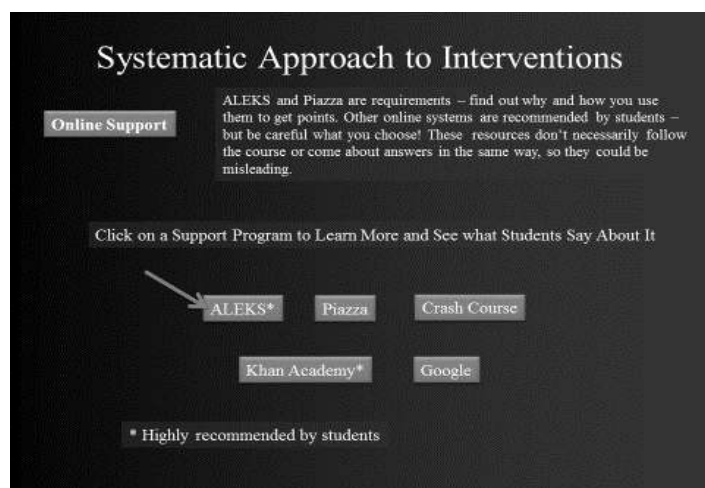 Systematic Approach to Interventions
Online Support
ALEKS and Piazza are requirements – find out why and how you use
them to get points. Other online systems are recommended by students –
but be careful what you choose! These resources don't necessarily follow
the course or come about answers in the same way, so they could be
misleading.
Click on a Support Program to Learn More and See what Students Say About It
ALEKS*
Piazza
Crash Course
Khan Academy*
Google
* Highly recommended by students